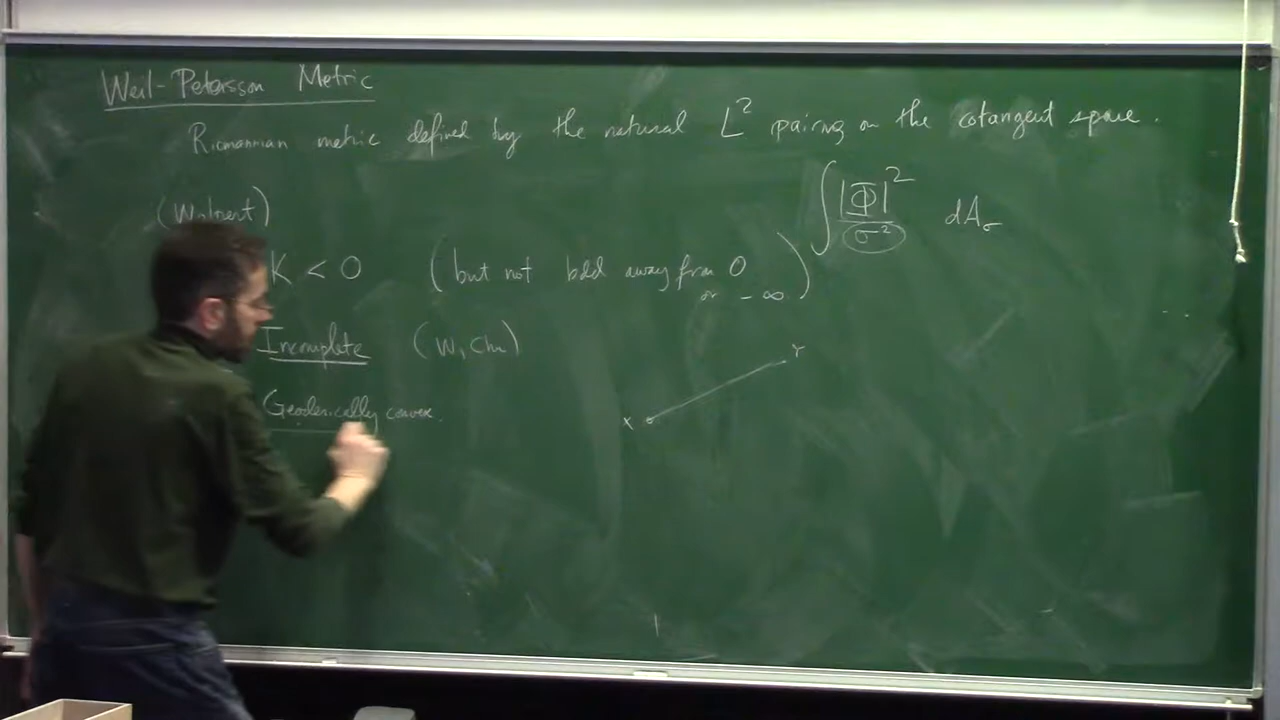 Weil-Petersson Metric
Riemannian metric defined by the natural L² pairing on the cotangent space.
∫ |Φ|² / σ² dA_σ
(Wolpert)
K < 0 (but not bdd away from 0
or -∞)
Incomplete (W, Chu)
Geodesically convex.
X Y